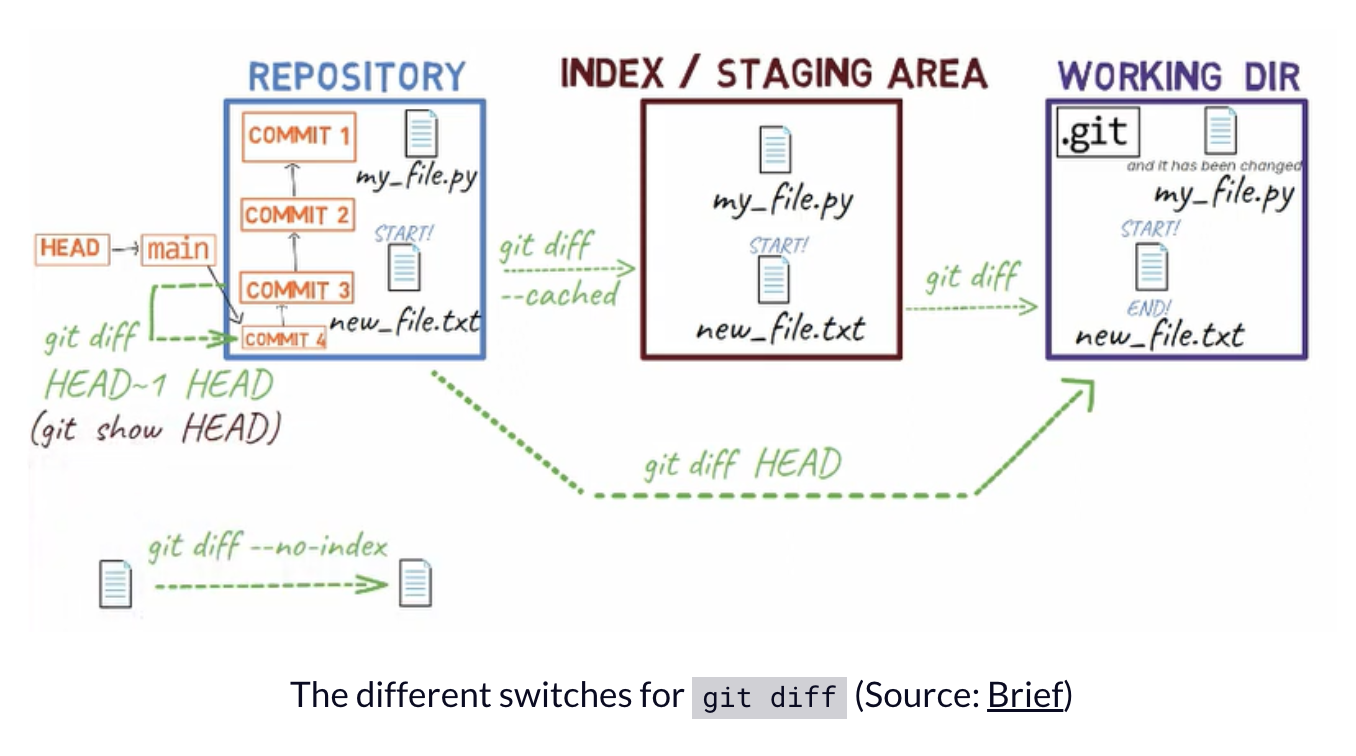 REPOSITORY
INDEX / STAGING AREA
WORKING DIR
COMMIT 1
my_file.py
COMMIT 2
START!
HEAD
main
COMMIT 3
new_file.txt
COMMIT 4
git diff
HEAD~1 HEAD
(git show HEAD)
git diff
--cached
my_file.py
START!
new_file.txt
git diff
.git
and it has been changed
my_file.py
START!
END!
new_file.txt
git diff HEAD
git diff --no-index
The different switches for git diff (Source: Brief)